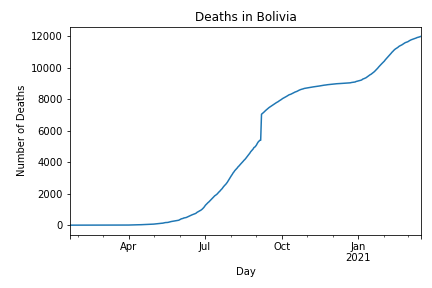 Deaths in Bolivia
12000
10000
8000
6000
4000
2000
0
Number of Deaths
Apr
Jul
Oct
Jan
2021
Day